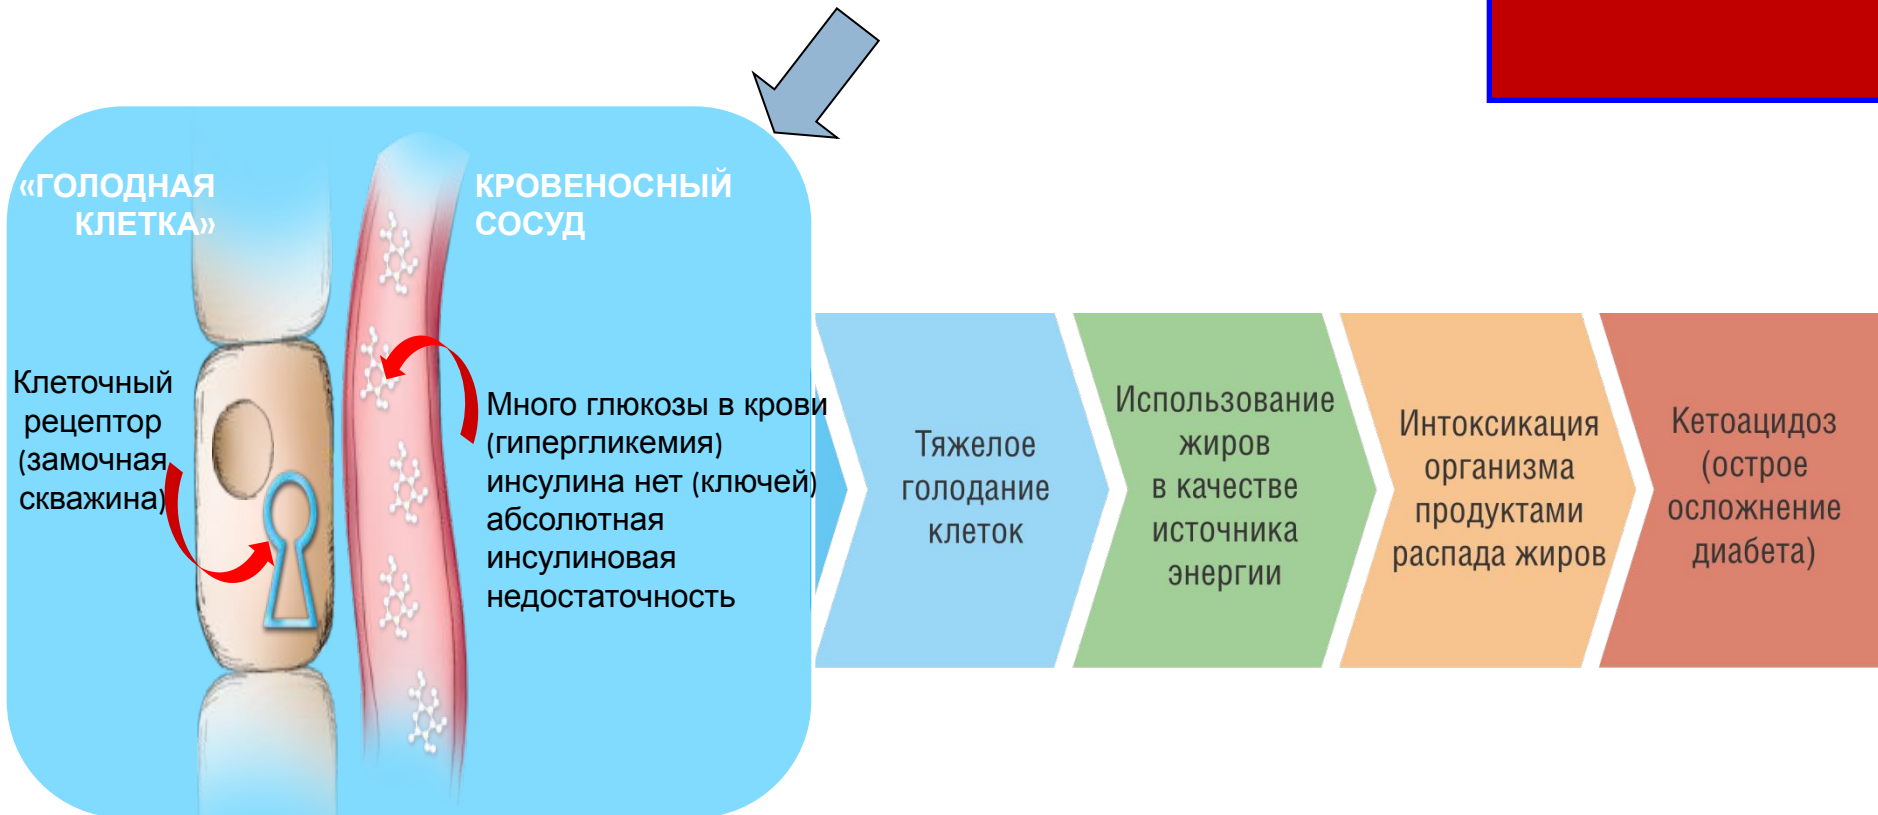 «ГОЛОДНАЯ
КЛЕТКА»
КРОВЕНОСНЫЙ
СОСУД
Клеточный
рецептор
(замочная
скважина)
Много глюкозы в крови
(гипергликемия)
инсулина нет (ключей)
абсолютная
инсулиновая
недостаточность
Тяжелое
голодание
клеток
Использование
жиров
в качестве
источника
энергии
Интоксикация
организма
продуктами
распада жиров
Кетоацидоз
(острое
осложнение
диабета)